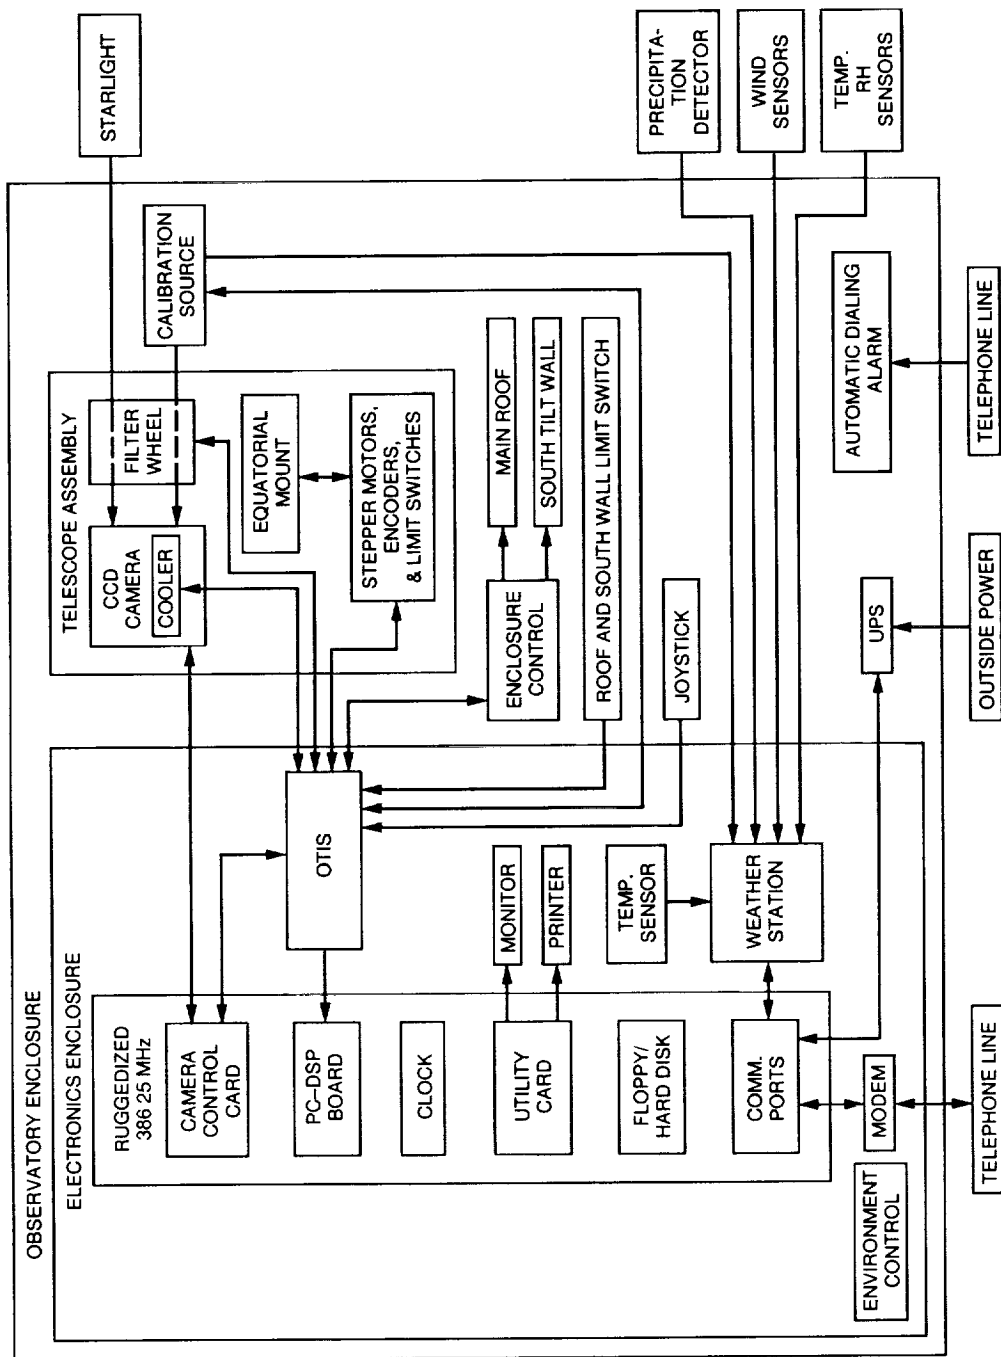 OBSERVATORY ENCLOSURE
ELECTRONICS ENCLOSURE
RUGGEDIZED
386 25 MHz
CAMERA
CONTROL
CARD
PC–DSP
BOARD
CLOCK
UTILITY
CARD
FLOPPY/
HARD DISK
COMM.
PORTS
MODEM
ENVIRONMENT
CONTROL
TELEPHONE LINE
OTIS
MONITOR
PRINTER
TEMP.
SENSOR
WEATHER
STATION
TELESCOPE ASSEMBLY
CCD
CAMERA
COOLER
FILTER
WHEEL
EQUATORIAL
MOUNT
STEPPER MOTORS,
ENCODERS,
& LIMIT SWITCHES
ENCLOSURE
CONTROL
MAIN ROOF
SOUTH TILT WALL
ROOF AND SOUTH WALL LIMIT SWITCH
JOYSTICK
UPS
OUTSIDE POWER
CALIBRATION
SOURCE
STARLIGHT
PRECIPITA-
TION
DETECTOR
WIND
SENSORS
TEMP.
RH
SENSORS
AUTOMATIC DIALING
ALARM
TELEPHONE LINE